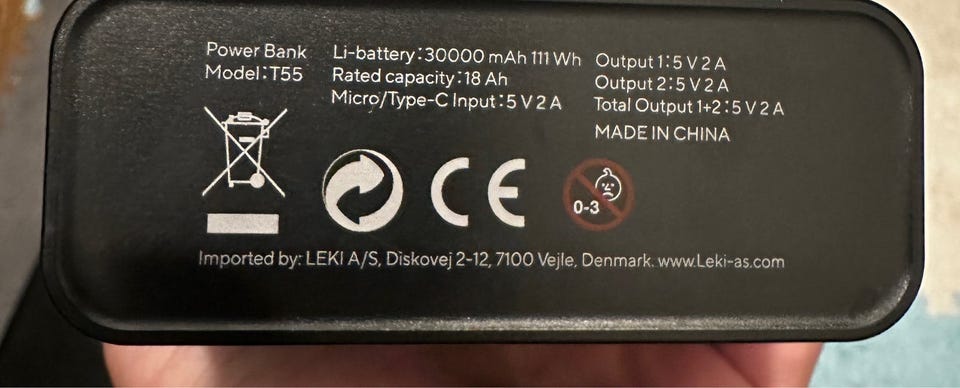 Power Bank
Model:T55
Li-battery:30000 mAh 111 Wh
Rated capacity:18 Ah
Micro/Type-C Input:5 V 2 A
Output 1:5 V 2 A
Output 2:5 V 2 A
Total Output 1+2:5 V 2 A
MADE IN CHINA
CE
0-3
Imported by: LEKI A/S, Diskovej 2-12, 7100 Vejle, Denmark. www.Leki-as.com